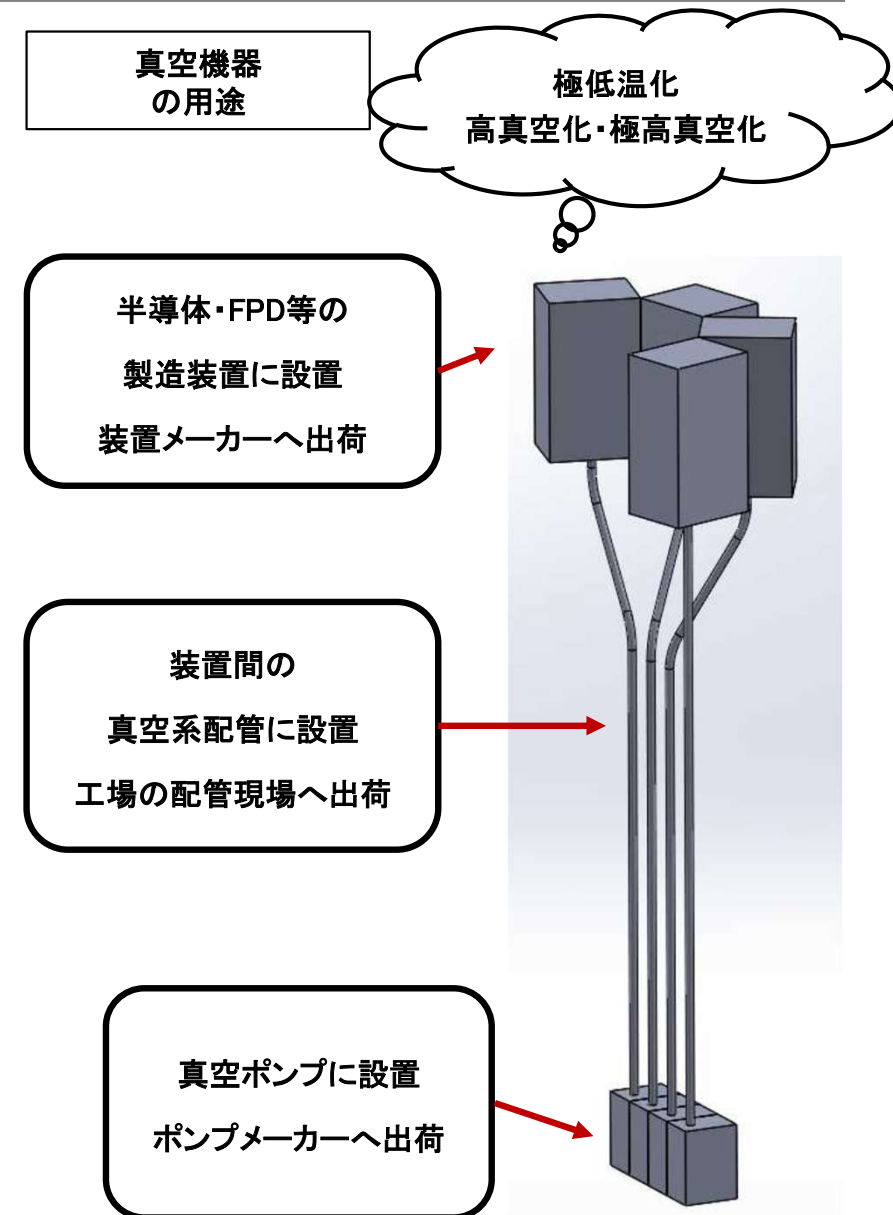 真空機器
の用途
極低温化
高真空化・極高真空化
半導体・FPD等の
製造装置に設置
装置メーカーへ出荷
装置間の
真空系配管に設置
工場の配管現場へ出荷
真空ポンプに設置
ポンプメーカーへ出荷